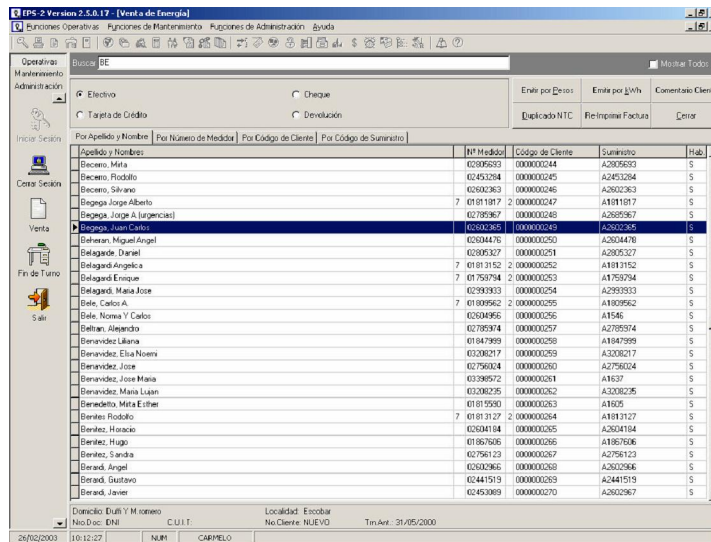 EPS-2 Version 2.5.0.17 - [Venta de Energía]
Funciones Operativas Funciones de Mantenimiento Funciones de Administración Ayuda
Operativas
Mantenimiento
Administración
Iniciar Sesión
Cerrar Sesión
Venta
Fin de Turno
Salir
Buscar BE
Mostrar Todos
Efectivo Cheque
Tarjeta de Crédito Devolución
Emitir por Pesos Emitir por kWh Comentario Clien
Duplicado NTC Re-Imprimir Factura Cerrar
Por Apellido y Nombre Por Número de Medidor Por Código de Cliente Por Código de Suministro
Apellido y Nombres Nº Medidor Código de Cliente Suministro Hab.
Becerro, Mirta 02805693 0000000244 A2805693 S
Becerro, Rodolfo 02453284 0000000245 A2453284 S
Becerro, Silvano 02602363 0000000246 A2602363 S
Begega Jorge Alberto 7 01811817 2 0000000247 A1811817 S
Begega, Jorge A (urgencias) 02785967 0000000248 A2685967 S
Begega, Juan Carlos 02602365 0000000249 A2602365 S
Beheran, Miguel Angel 02604476 0000000250 A2604478 S
Belagarde, Daniel 02805327 0000000251 A2805327 S
Belagardi Angelica 7 01813152 2 0000000252 A1813152 S
Belagardi Enrique 7 01759794 2 0000000253 A1759794 S
Belagardi, Maria Jose 02993933 0000000254 A2993933 S
Bele, Carlos A. 7 01809562 2 0000000255 A1809562 S
Bele, Norma Y Carlos 02604956 0000000256 A1546 S
Beltran, Alejandro 02785974 0000000257 A2785974 S
Benavidez Liliana 01847999 0000000258 A1847999 S
Benavidez, Elsa Noemi 03208217 0000000259 A3208217 S
Benavidez, Jose 02756024 0000000260 A2756024 S
Benavidez, Jose Maria 03398572 0000000261 A1637 S
Benavidez, Maria Lujan 03208235 0000000262 A3208235 S
Benedetto, Mirta Esther 01815590 0000000263 A1605 S
Benites Rodolfo 7 01813127 2 0000000264 A1813127 S
Benitez, Horacio 02604184 0000000265 A2604184 S
Benitez, Hugo 01867606 0000000266 A1867606 S
Benitez, Sandra 02756123 0000000267 A2756123 S
Berardi, Angel 02602966 0000000268 A2602966 S
Berardi, Gustavo 02441519 0000000269 A2441519 S
Berardi, Javier 02453089 0000000270 A2602967 S
Domicilio: Duffi Y M.romero Localidad: Escobar
Nro.Doc: DNI C.U.I.T: No.Cliente: NUEVO Trn.Ant.: 31/05/2000
26/02/2003 10:12:27 NUM CARMELO